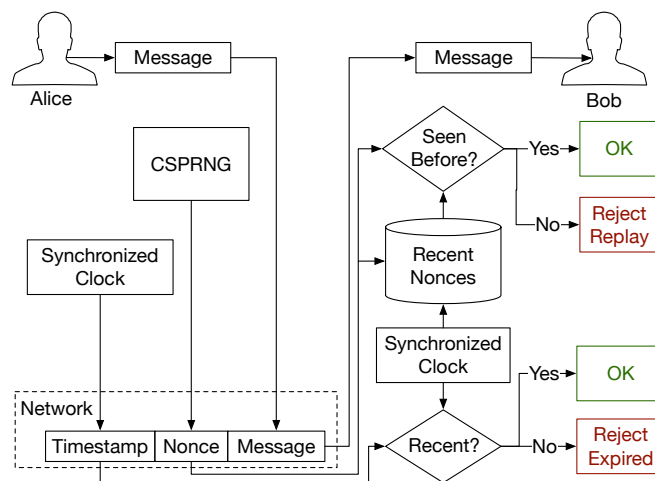 Message
Message
Alice
Bob
CSPRNG
Seen
Before?
Yes
OK
No
Reject
Replay
Synchronized
Clock
Recent
Nonces
Synchronized
Clock
Network
Timestamp
Nonce
Message
Recent?
Yes
OK
No
Reject
Expired